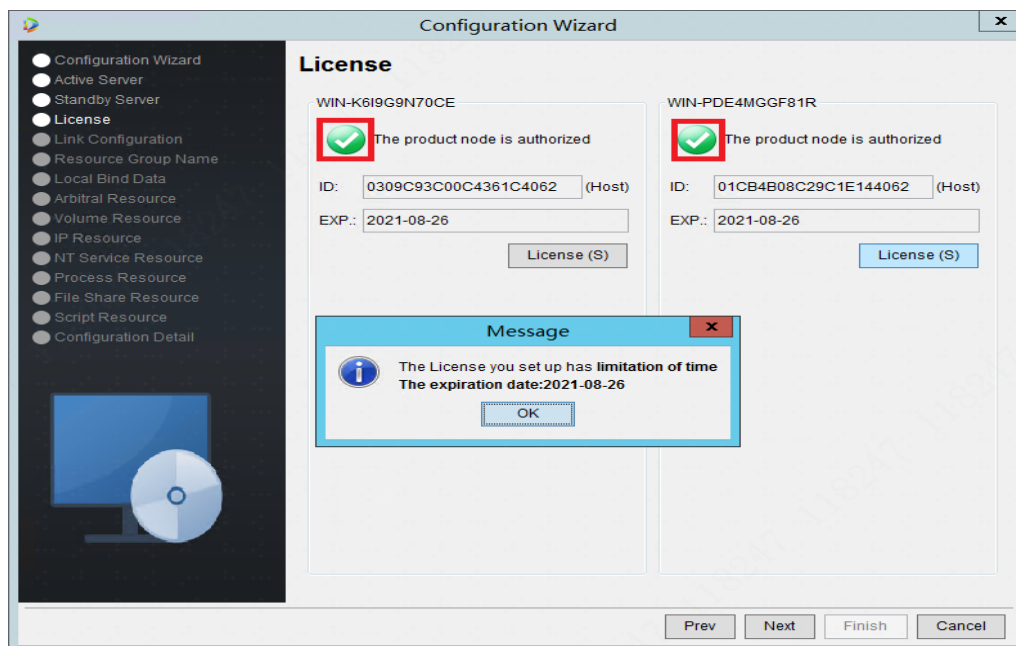 Configuration Wizard
x
Configuration Wizard
Active Server
Standby Server
License
Link Configuration
Resource Group Name
Local Bind Data
Arbitral Resource
Volume Resource
IP Resource
NT Service Resource
Process Resource
File Share Resource
Script Resource
Configuration Detail
License
WIN-K6I9G9N70CE
The product node is authorized
ID: 0309C93C00C4361C4062 (Host)
EXP.: 2021-08-26
License (S)
WIN-PDE4MGGF81R
The product node is authorized
ID: 01CB4B08C29C1E144062 (Host)
EXP.: 2021-08-26
License (S)
Message
x
The License you set up has limitation of time
The expiration date:2021-08-26
OK
Prev Next Finish Cancel